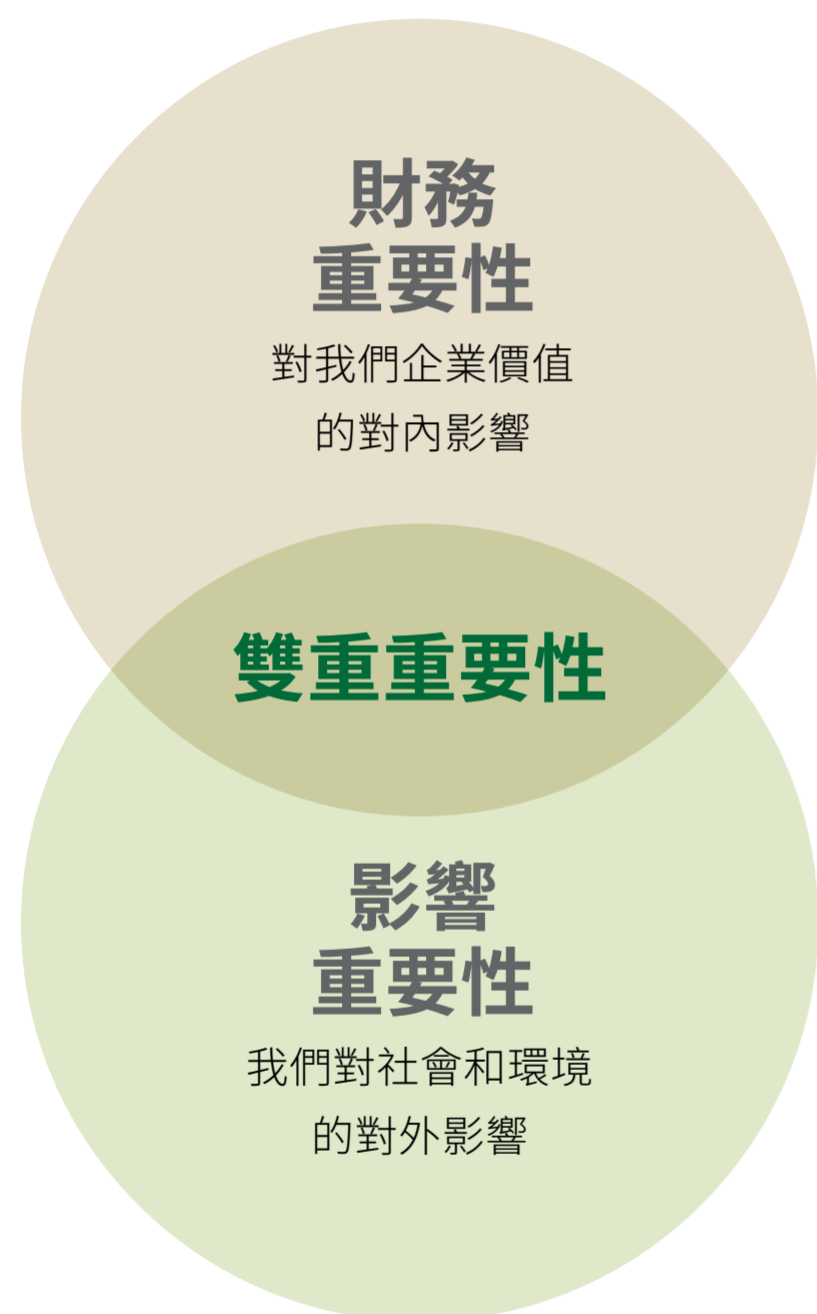 財務
重要性
對我們企業價值
的對內影響
雙重重要性
影響
重要性
我們對社會和環境
的對外影響